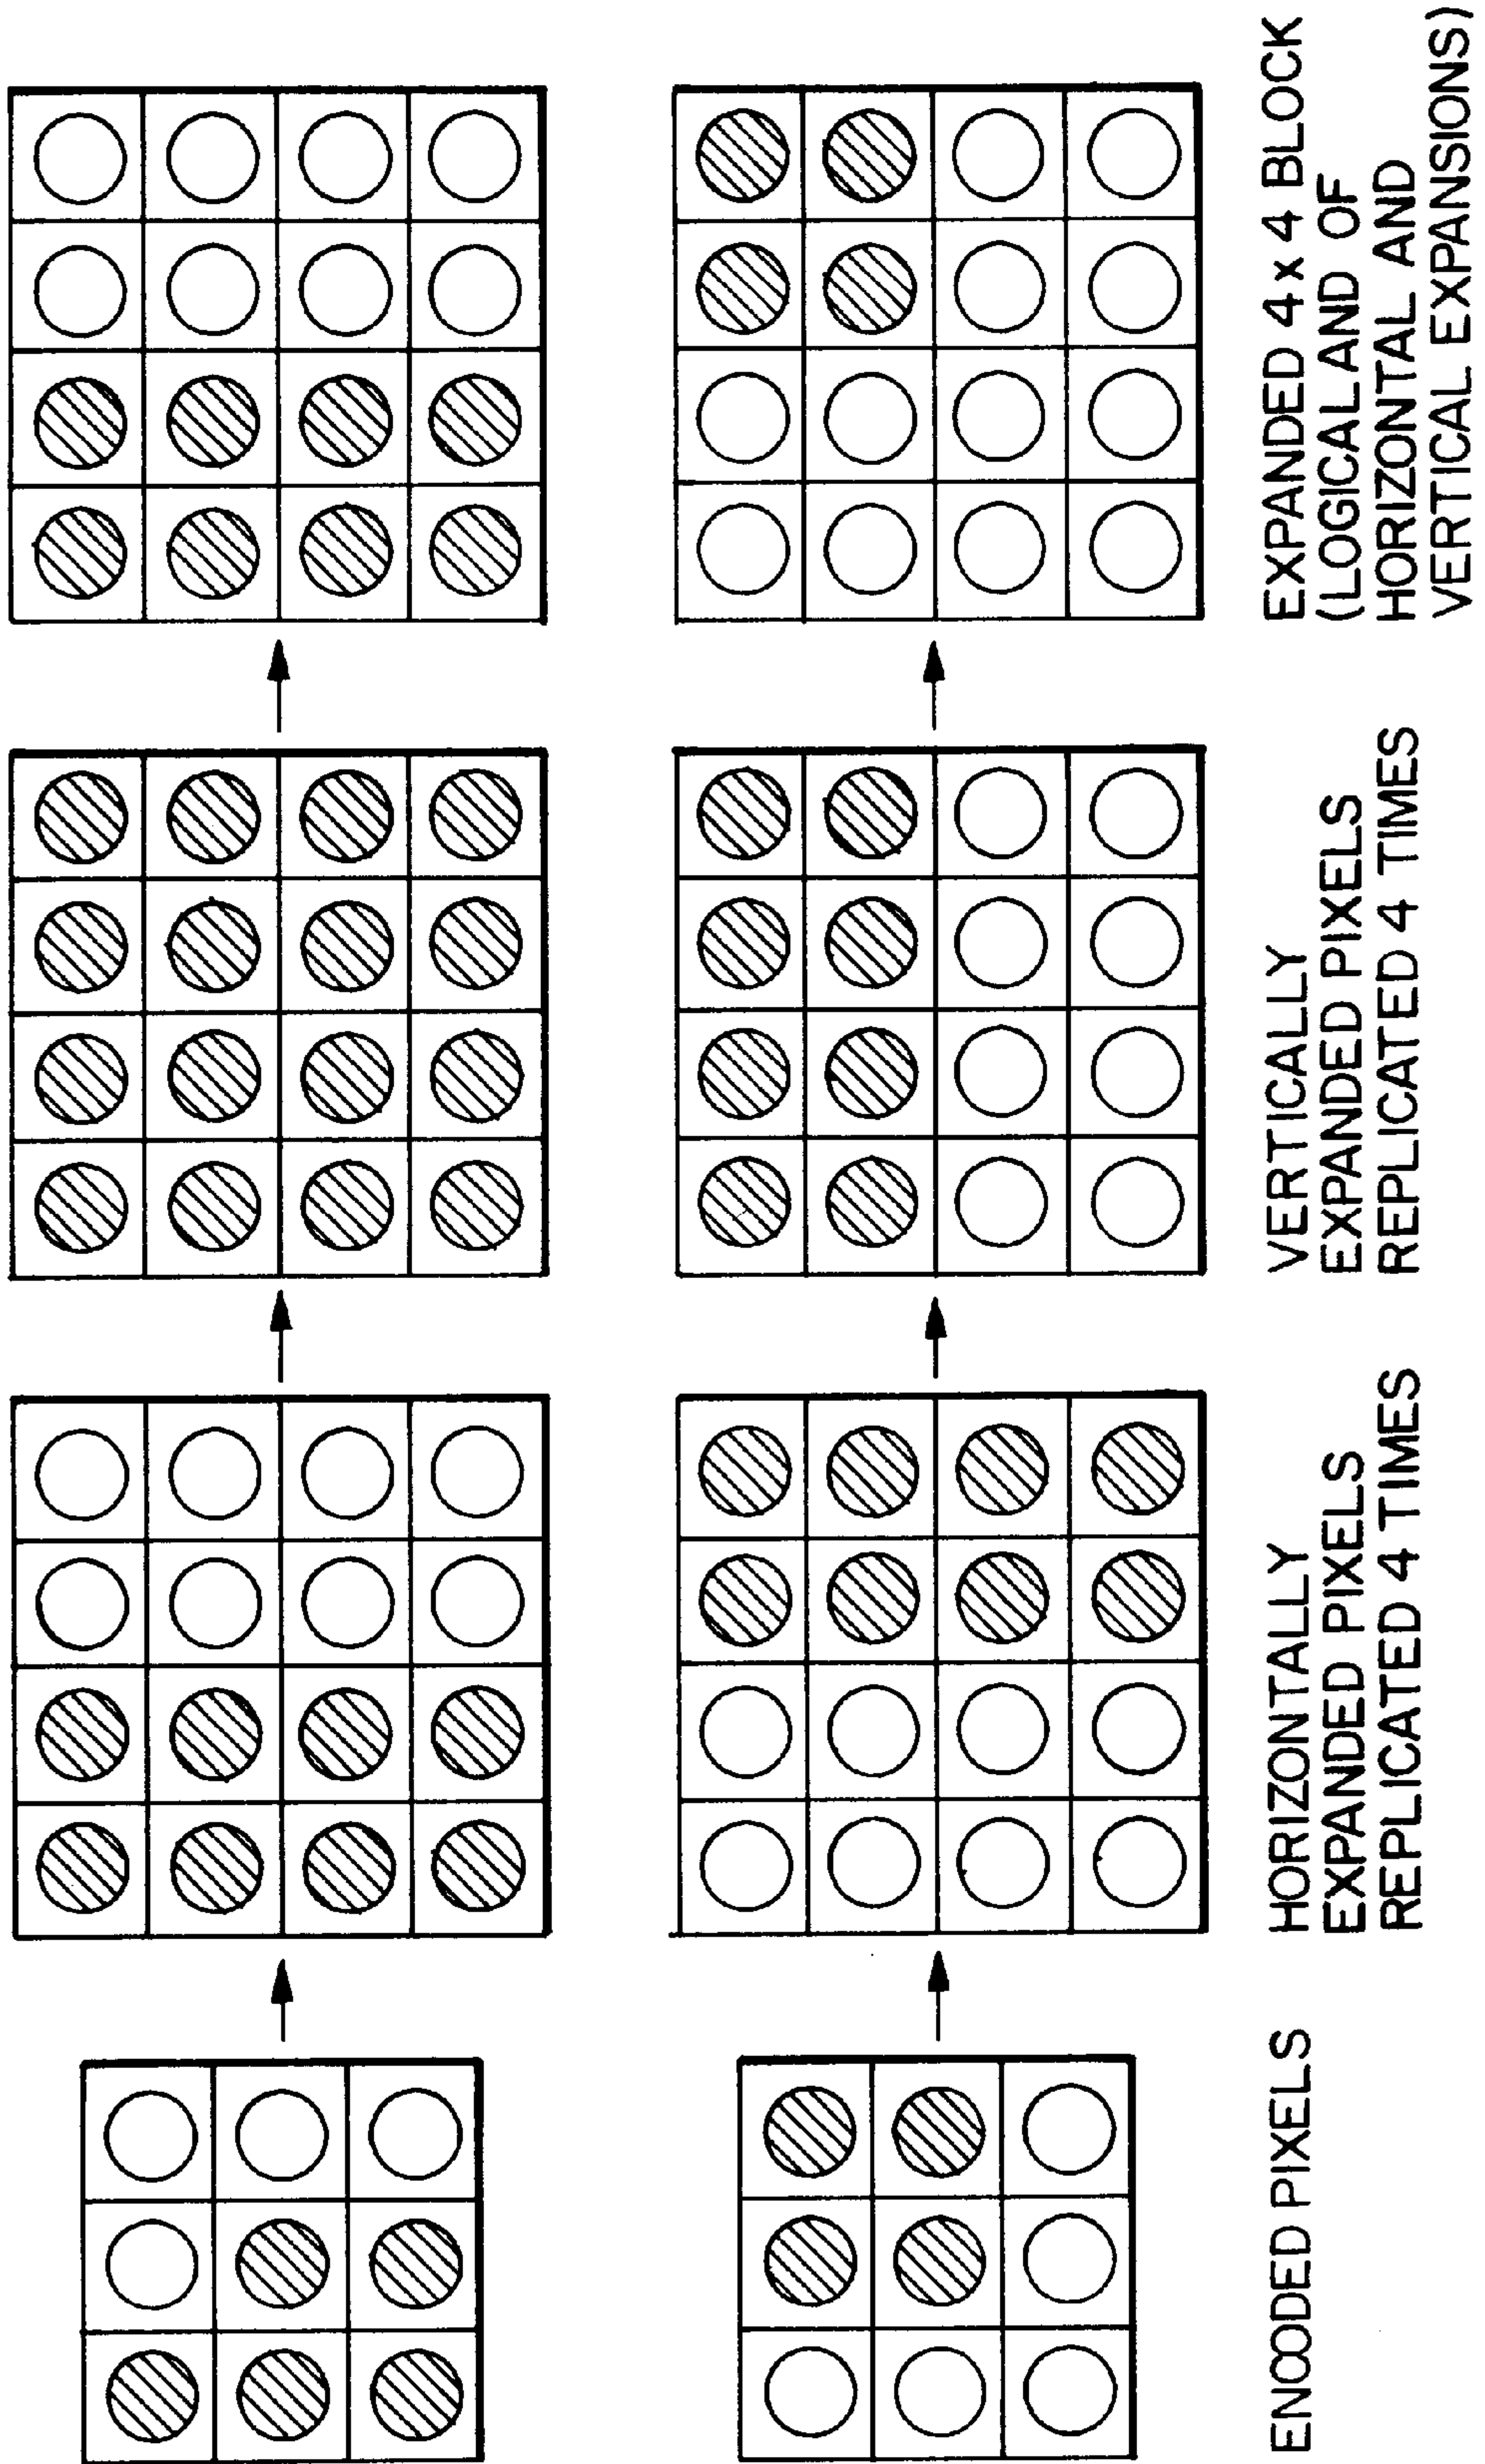 ENCODED PIXELS
HORIZONTALLY
EXPANDED PIXELS
REPLICATED 4 TIMES
VERTICALLY
EXPANDED PIXELS
REPLICATED 4 TIMES
EXPANDED 4 x 4 BLOCK
(LOGICAL AND OF
HORIZONTAL AND
VERTICAL EXPANSIONS)